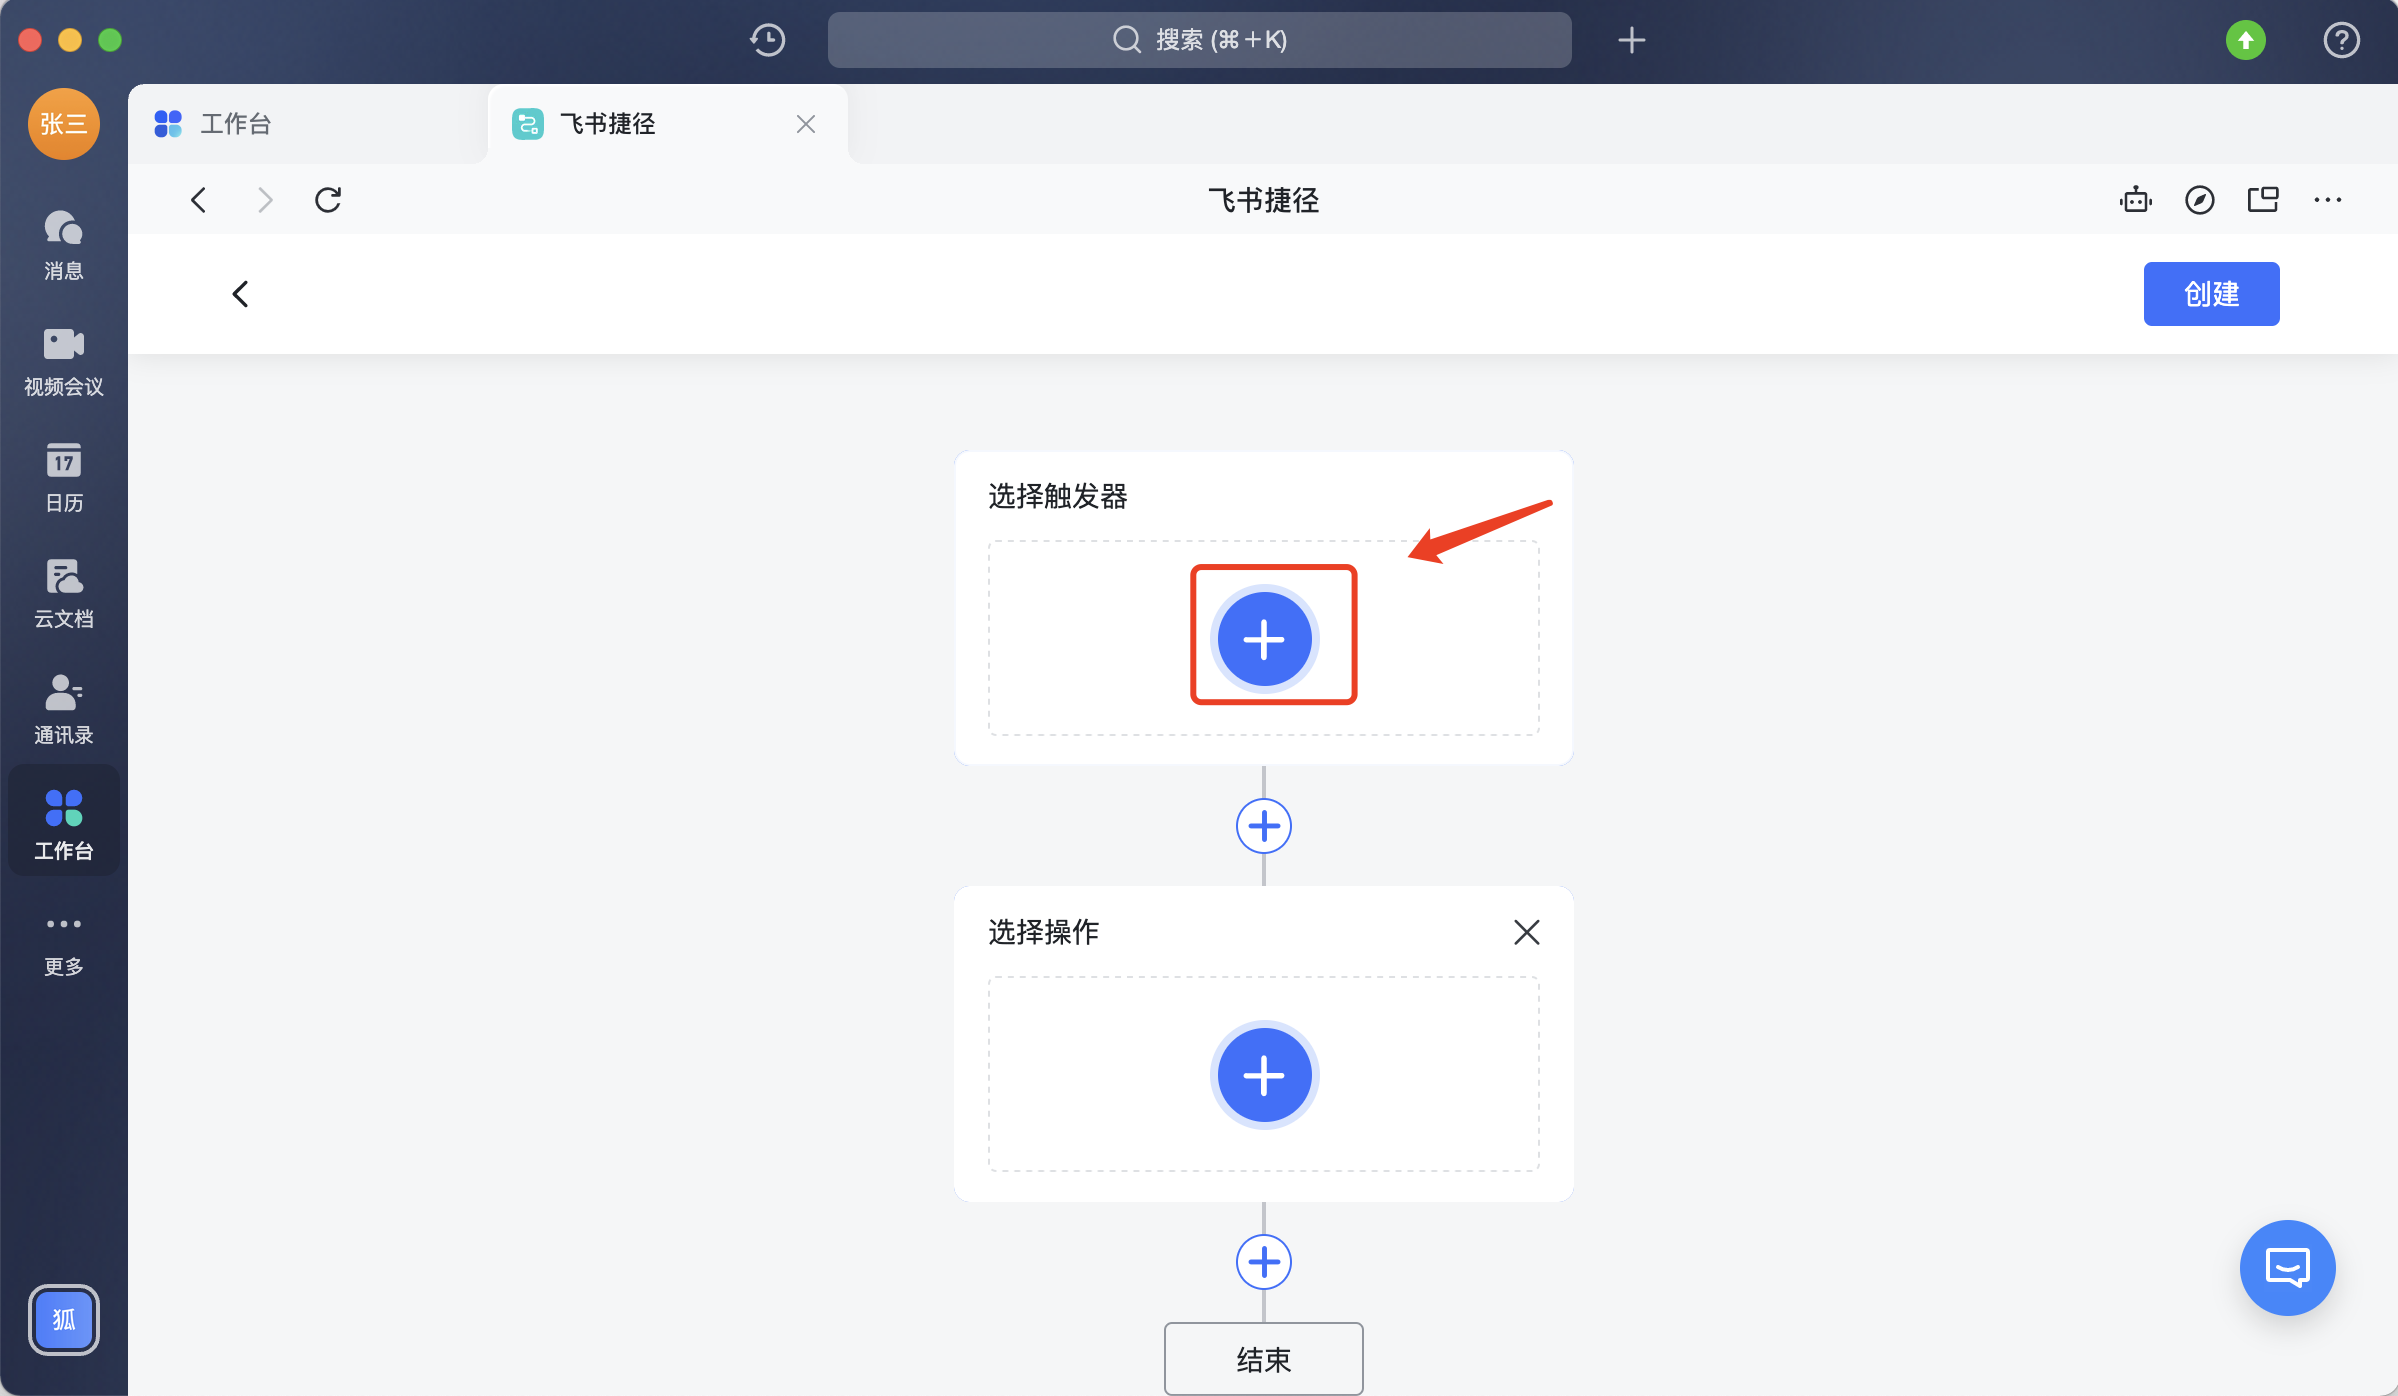 搜索 (⌘＋K)
张三
工作台
飞书捷径
飞书捷径
创建
消息
视频会议
17
日历
云文档
通讯录
工作台
更多
狐
选择触发器
选择操作
结束